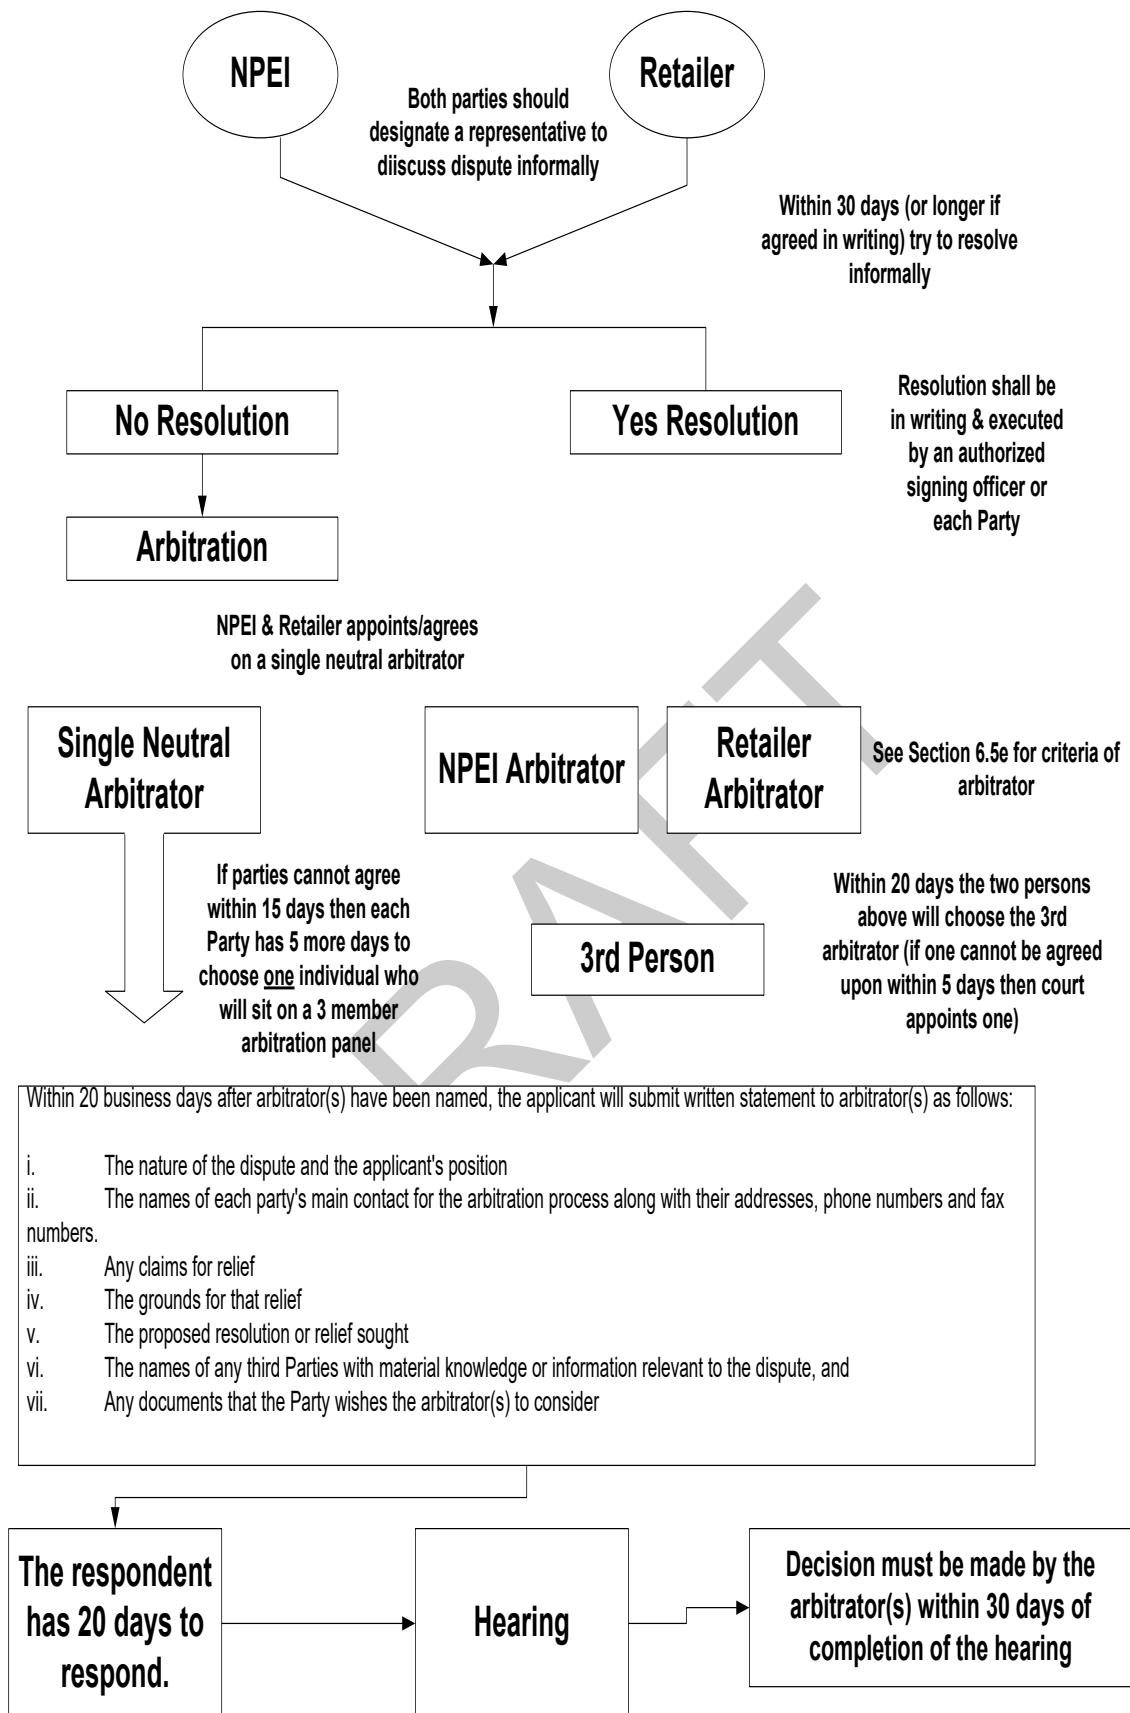 NPEI
Retailer
Both parties should
designate a representative to
diiscuss dispute informally
Within 30 days (or longer if
agreed in writing) try to resolve
informally
No Resolution
Yes Resolution
Resolution shall be
in writing & executed
by an authorized
signing officer or
each Party
Arbitration
NPEI & Retailer appoints/agrees
on a single neutral arbitrator
Single Neutral
Arbitrator
NPEI Arbitrator
Retailer
Arbitrator
See Section 6.5e for criteria of
arbitrator
If parties cannot agree
within 15 days then each
Party has 5 more days to
choose one individual who
will sit on a 3 member
arbitration panel
3rd Person
Within 20 days the two persons
above will choose the 3rd
arbitrator (if one cannot be agreed
upon within 5 days then court
appoints one)
RAFT
Within 20 business days after arbitrator(s) have been named, the applicant will submit written statement to arbitrator(s) as follows:
i. The nature of the dispute and the applicant's position
ii. The names of each party's main contact for the arbitration process along with their addresses, phone numbers and fax
numbers.
iii. Any claims for relief
iv. The grounds for that relief
v. The proposed resolution or relief sought
vi. The names of any third Parties with material knowledge or information relevant to the dispute, and
vii. Any documents that the Party wishes the arbitrator(s) to consider
The respondent
has 20 days to
respond.
Hearing
Decision must be made by the
arbitrator(s) within 30 days of
completion of the hearing